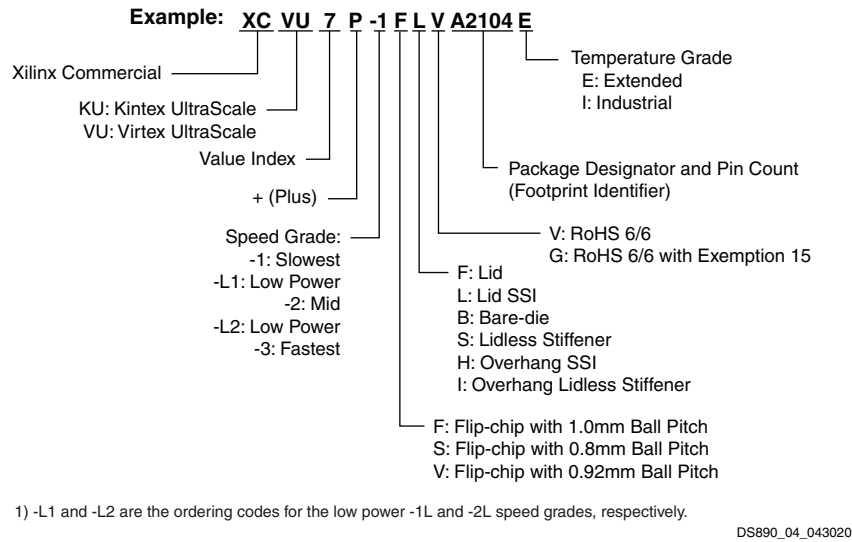 Example: XC VU 7 P -1 F L V A2104 E
Xilinx Commercial
KU: Kintex UltraScale
VU: Virtex UltraScale
Value Index
+ (Plus)
Speed Grade:
-1: Slowest
-L1: Low Power
-2: Mid
-L2: Low Power
-3: Fastest
Temperature Grade
E: Extended
I: Industrial
Package Designator and Pin Count
(Footprint Identifier)
V: RoHS 6/6
G: RoHS 6/6 with Exemption 15
F: Lid
L: Lid SSI
B: Bare-die
S: Lidless Stiffener
H: Overhang SSI
I: Overhang Lidless Stiffener
F: Flip-chip with 1.0mm Ball Pitch
S: Flip-chip with 0.8mm Ball Pitch
V: Flip-chip with 0.92mm Ball Pitch
1) -L1 and -L2 are the ordering codes for the low power -1L and -2L speed grades, respectively.
DS890_04_043020